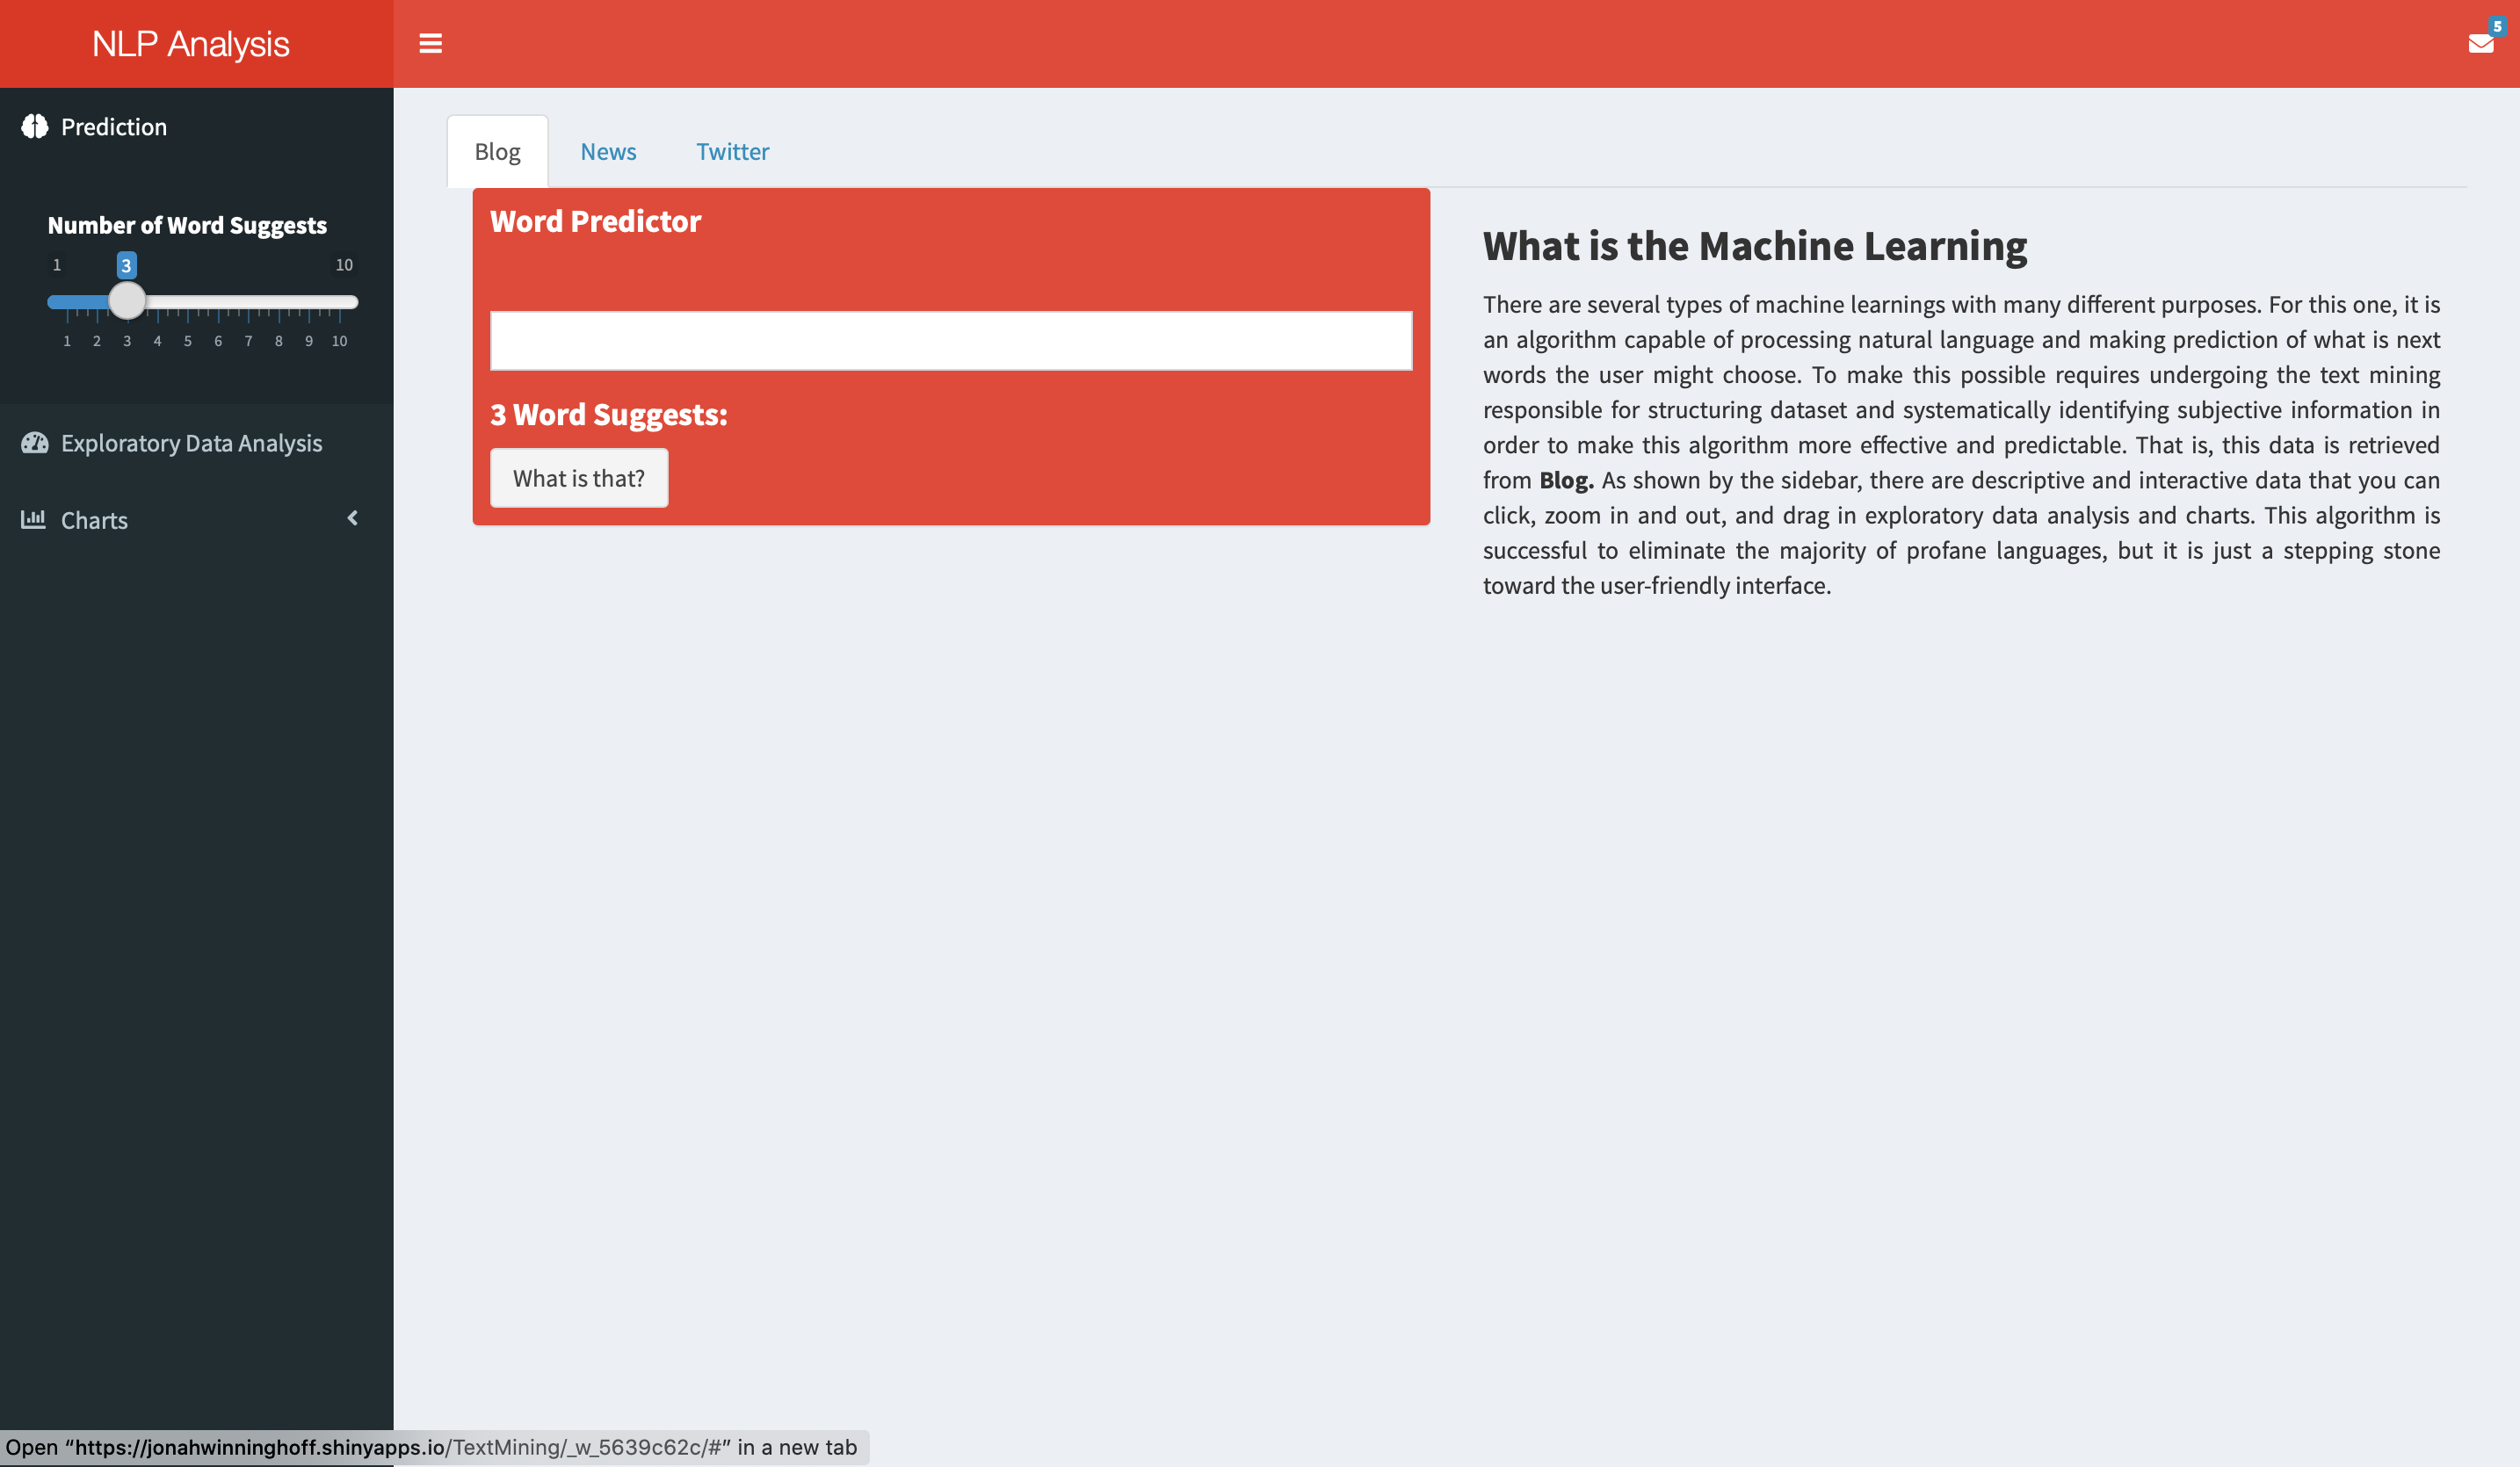 NLP Analysis
5
Prediction
Number of Word Suggests
1 3 10
1 2 3 4 5 6 7 8 9 10
Exploratory Data Analysis
Charts
Blog News Twitter
Word Predictor
3 Word Suggests:
What is that?
What is the Machine Learning
There are several types of machine learnings with many different purposes. For this one, it is
an algorithm capable of processing natural language and making prediction of what is next
words the user might choose. To make this possible requires undergoing the text mining
responsible for structuring dataset and systematically identifying subjective information in
order to make this algorithm more effective and predictable. That is, this data is retrieved
from Blog. As shown by the sidebar, there are descriptive and interactive data that you can
click, zoom in and out, and drag in exploratory data analysis and charts. This algorithm is
successful to eliminate the majority of profane languages, but it is just a stepping stone
toward the user-friendly interface.
Open “https://jonahwinninghoff.shinyapps.io/TextMining/_w_5639c62c/#” in a new tab